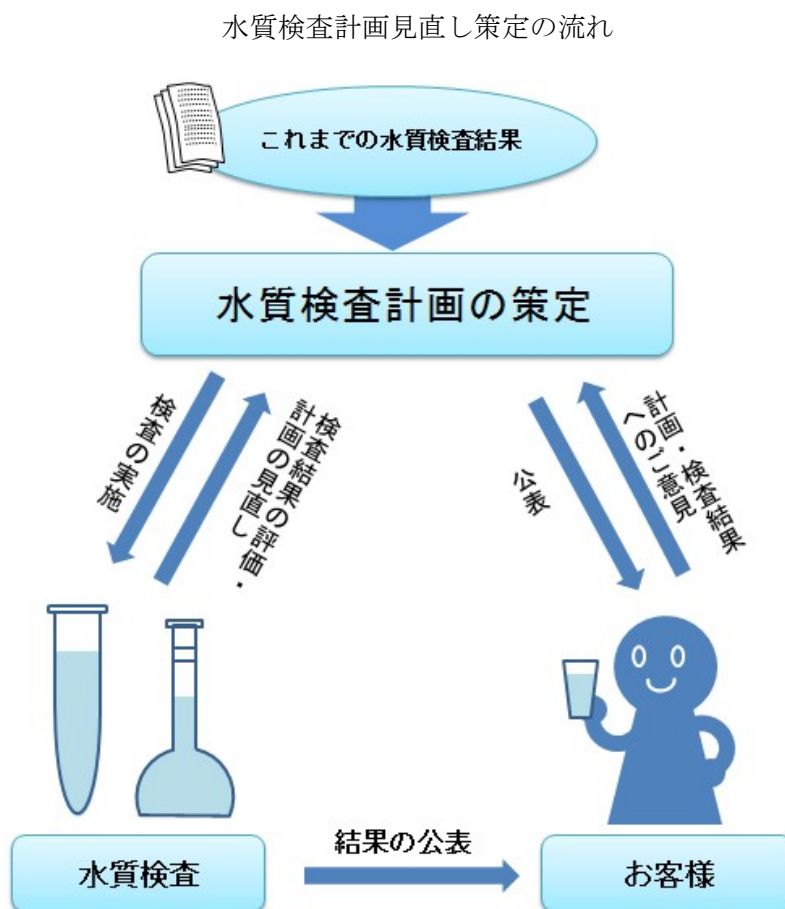 水質検査計画見直し策定の流れ
これまでの水質検査結果
水質検査計画の策定
検査の実施
検査結果の評価・
計画の見直し
公表
計画・検査結果
へのご意見
水質検査
結果の公表
お客様